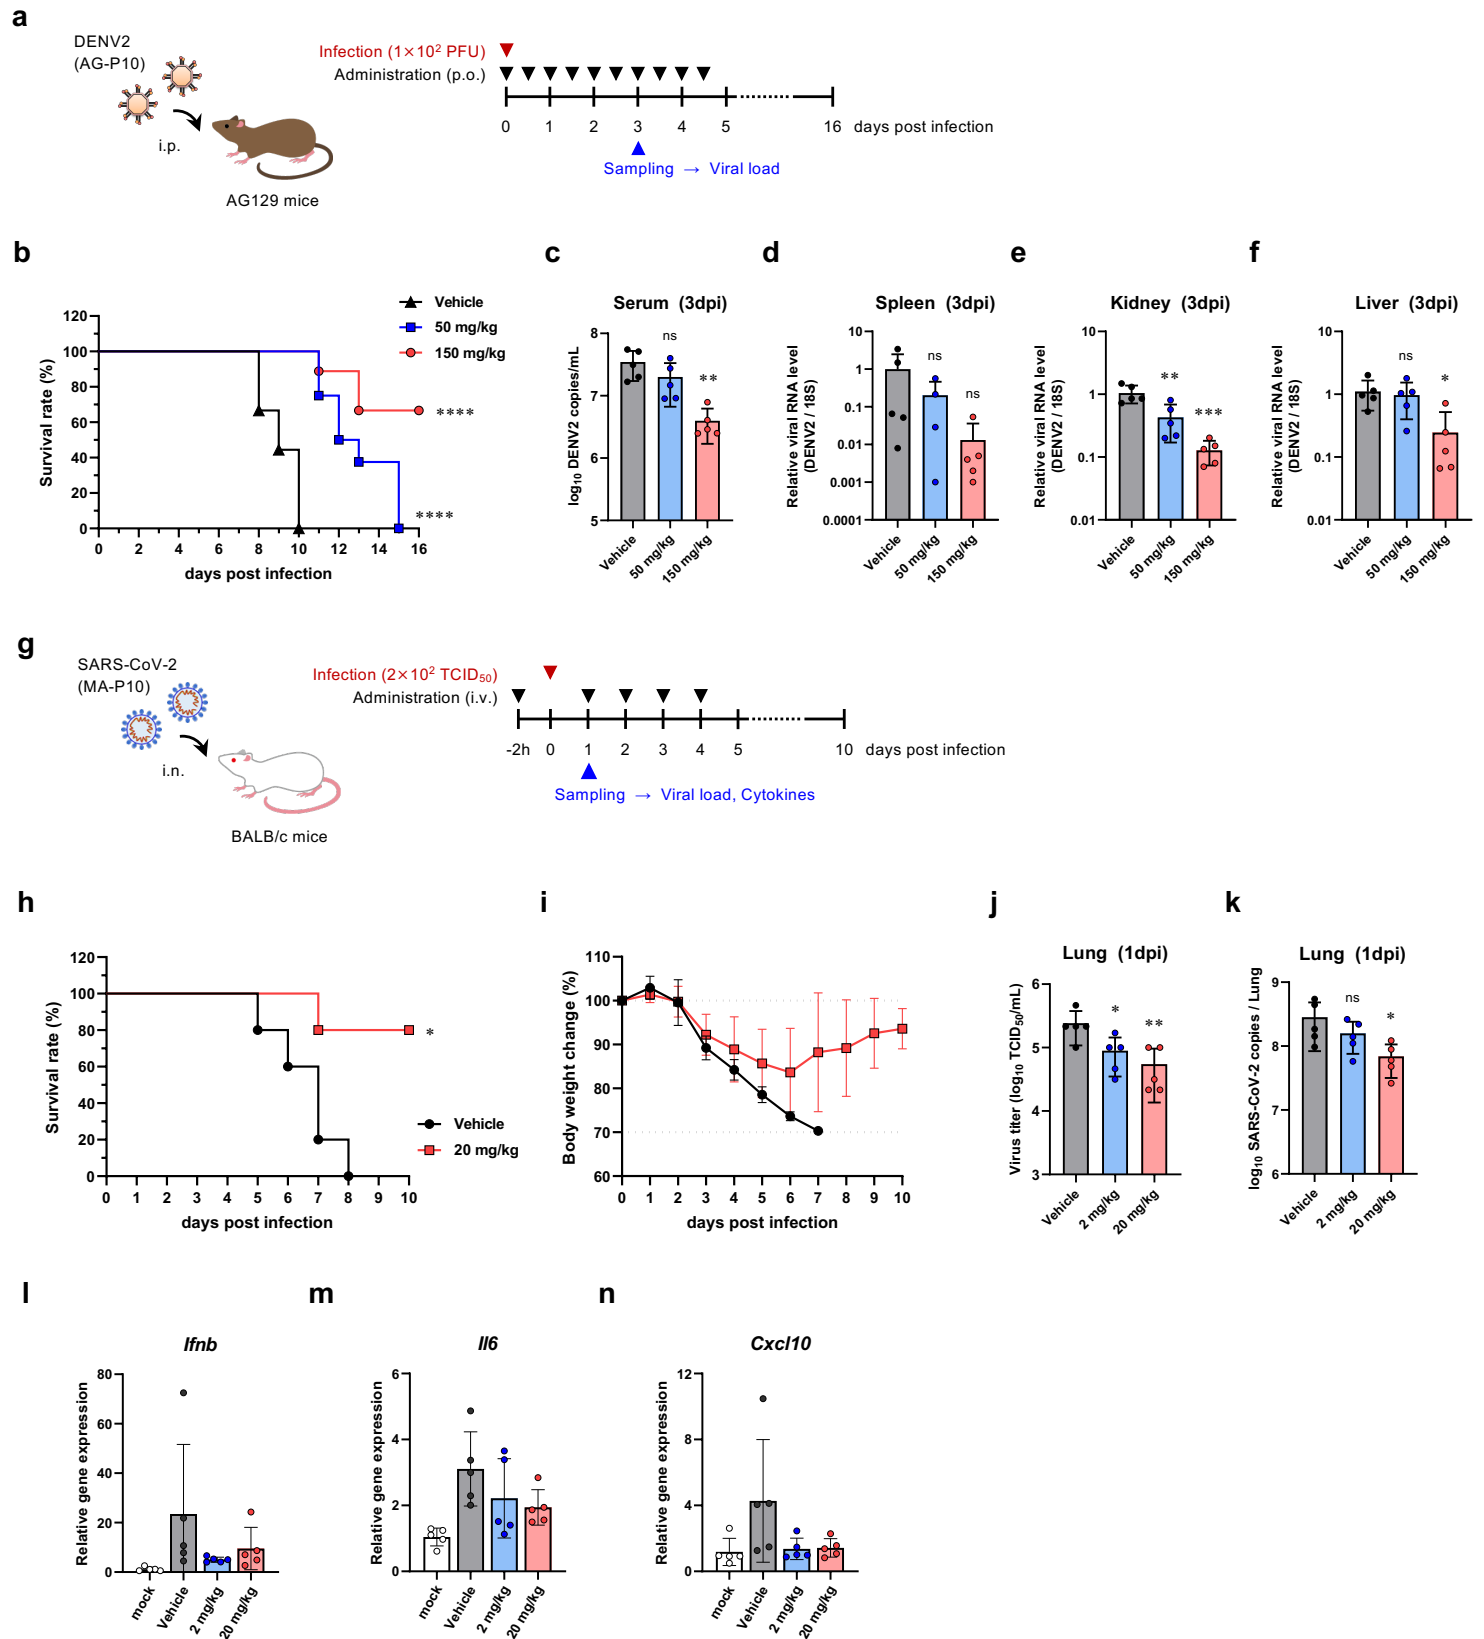 a
DENV2
(AG-P10)
i.p.
AG129 mice
Infection (1×10² PFU)
Administration (p.o.)
0 1 2 3 4 5 16 days post infection
Sampling → Viral load
b
Vehicle
50 mg/kg
150 mg/kg
Survival rate (%)
120
100
80
60
40
20
0
0 2 4 6 8 10 12 14 16
days post infection
****
****
c
Serum (3dpi)
log₁₀ DENV2 copies/mL
8
7
6
5
ns
**
Vehicle
50 mg/kg
150 mg/kg
d
Spleen (3dpi)
Relative viral RNA level
(DENV2 / 18S)
10
1
0.1
0.01
0.001
0.0001
ns
ns
Vehicle
50 mg/kg
150 mg/kg
e
Kidney (3dpi)
Relative viral RNA level
(DENV2 / 18S)
10
1
0.1
0.01
**
***
Vehicle
50 mg/kg
150 mg/kg
f
Liver (3dpi)
Relative viral RNA level
(DENV2 / 18S)
10
1
0.1
0.01
ns
*
Vehicle
50 mg/kg
150 mg/kg
g
SARS-CoV-2
(MA-P10)
i.n.
BALB/c mice
Infection (2×10² TCID₅₀)
Administration (i.v.)
-2h 0 1 2 3 4 5 10 days post infection
Sampling → Viral load, Cytokines
h
Survival rate (%)
120
100
80
60
40
20
0
0 1 2 3 4 5 6 7 8 9 10
days post infection
*
Vehicle
20 mg/kg
i
Body weight change (%)
110
100
90
80
70
60
0 1 2 3 4 5 6 7 8 9 10
days post infection
j
Lung (1dpi)
Virus titer (log₁₀ TCID₅₀/mL)
6
5
4
3
*
**
Vehicle
2 mg/kg
20 mg/kg
k
Lung (1dpi)
log₁₀ SARS-CoV-2 copies / Lung
9
8
7
6
ns
*
Vehicle
2 mg/kg
20 mg/kg
l
Ifnb
Relative gene expression
80
60
40
20
0
mock
Vehicle
2 mg/kg
20 mg/kg
m
Il6
Relative gene expression
6
4
2
0
mock
Vehicle
2 mg/kg
20 mg/kg
n
Cxcl10
Relative gene expression
12
8
4
0
mock
Vehicle
2 mg/kg
20 mg/kg